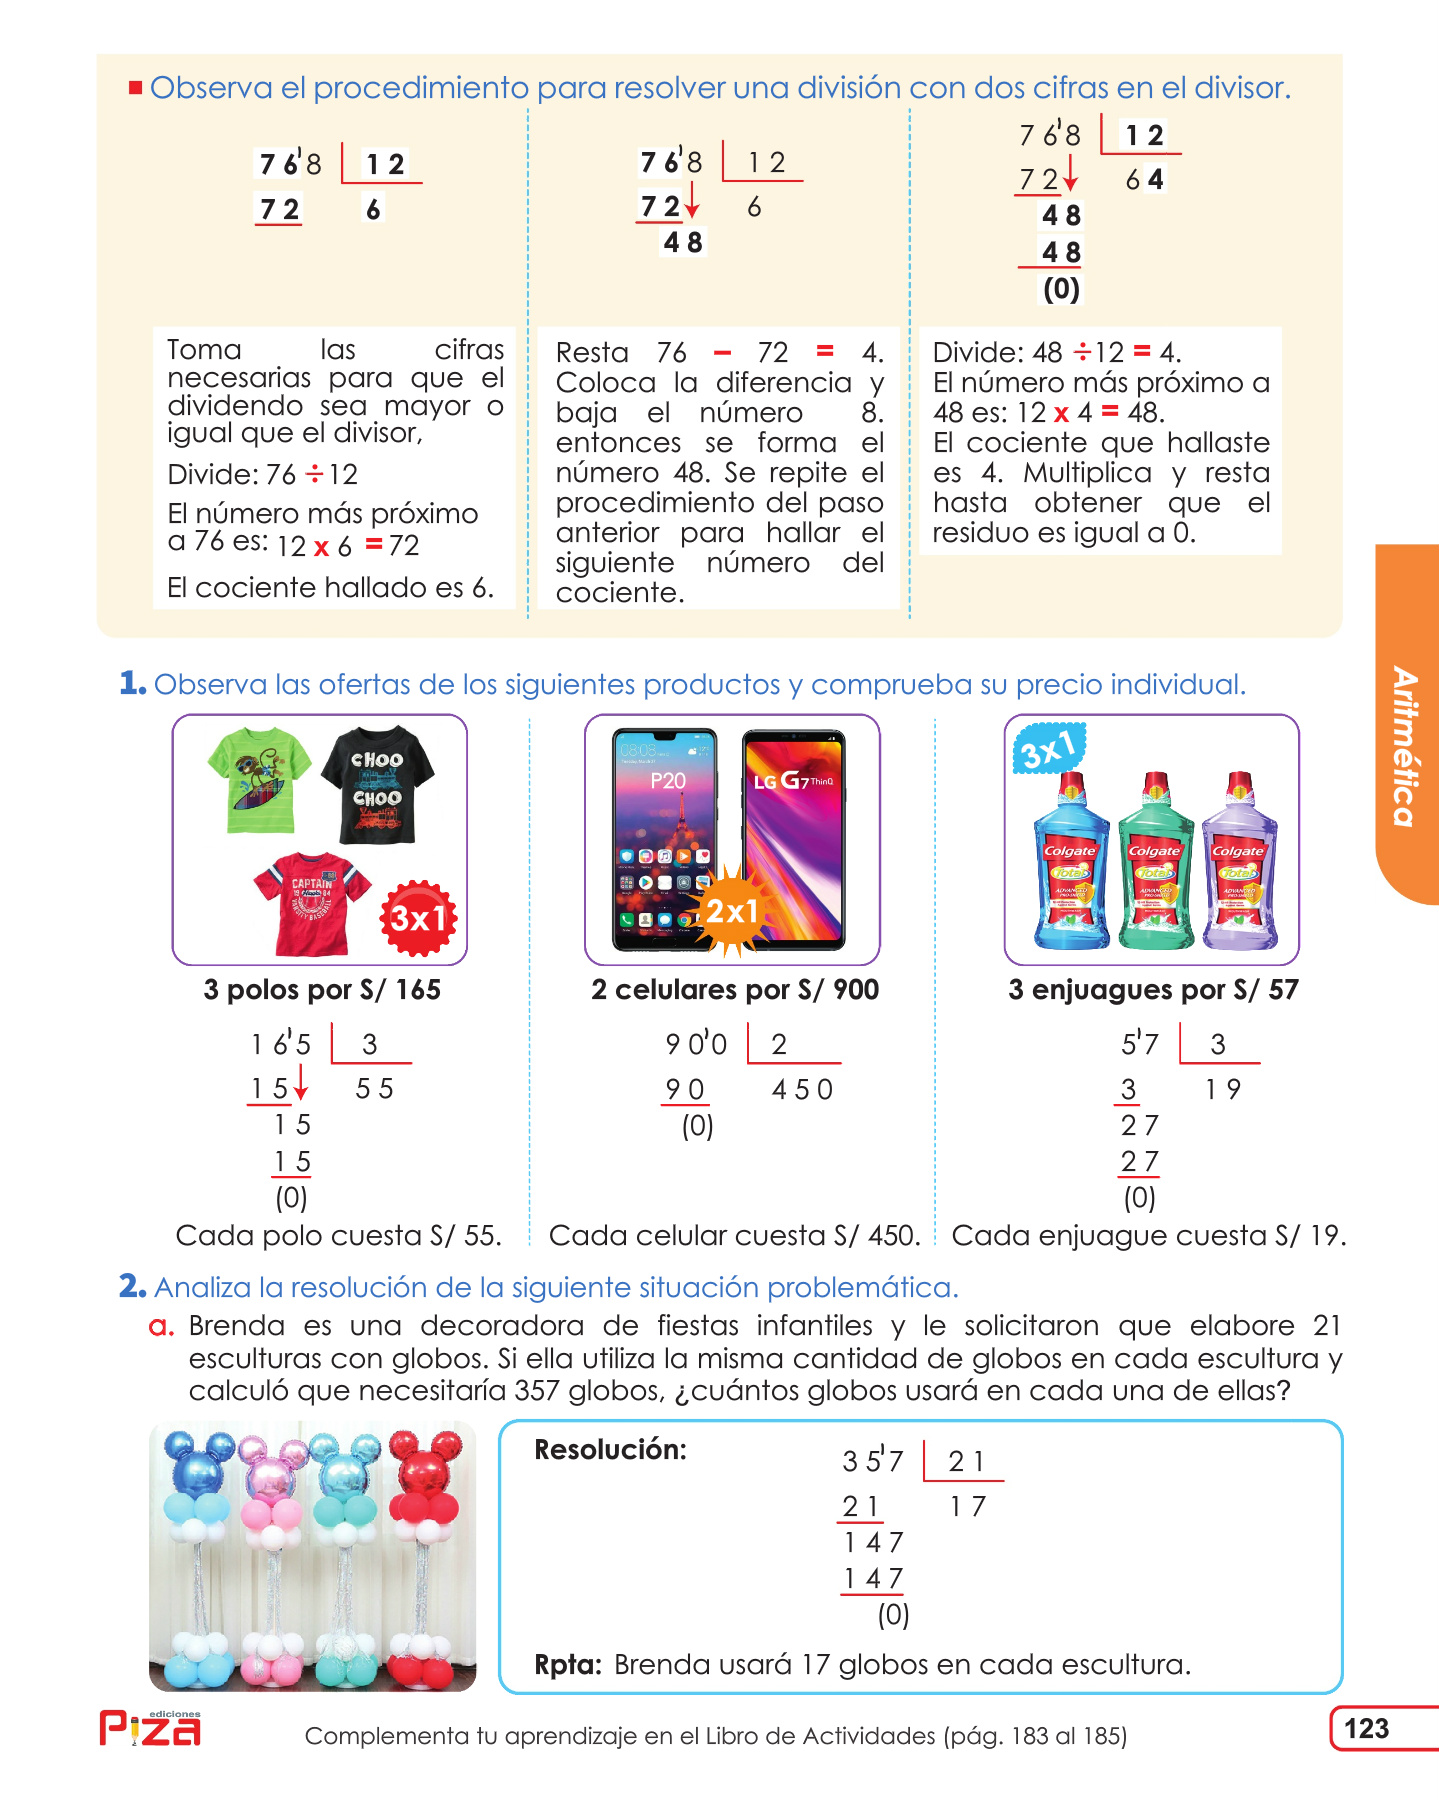 Observa el procedimiento para resolver una división con dos cifras en el divisor.
7 6'8 1 2
7 2 6
7 6'8 1 2
7 2 6
4 8
7 6'8 1 2
7 2 6 4
4 8
4 8
(0)
Toma las cifras
necesarias para que el
dividendo sea mayor o
igual que el divisor,
Divide: 76 ÷ 12
El número más próximo
a 76 es: 12 x 6 = 72
El cociente hallado es 6.
Resta 76 – 72 = 4.
Coloca la diferencia y
baja el número 8.
entonces se forma el
número 48. Se repite el
procedimiento del paso
anterior para hallar el
siguiente número del
cociente.
Divide: 48 ÷ 12 = 4.
El número más próximo a
48 es: 12 x 4 = 48.
El cociente que hallaste
es 4. Multiplica y resta
hasta obtener que el
residuo es igual a 0.
Aritmética
1. Observa las ofertas de los siguientes productos y comprueba su precio individual.
CHOO
CHOO
CAPTAIN
3x1
08:08
P20
LG G7 ThinQ
2x1
3x1
Colgate
Total
Colgate
Total
Colgate
Total
3 polos por S/ 165
1 6'5 3
1 5 5 5
1 5
1 5
(0)
Cada polo cuesta S/ 55.
2 celulares por S/ 900
9 0'0 2
9 0 4 5 0
(0)
Cada celular cuesta S/ 450.
3 enjuagues por S/ 57
5'7 3
3 1 9
2 7
2 7
(0)
Cada enjuague cuesta S/ 19.
2. Analiza la resolución de la siguiente situación problemática.
a. Brenda es una decoradora de fiestas infantiles y le solicitaron que elabore 21
esculturas con globos. Si ella utiliza la misma cantidad de globos en cada escultura y
calculó que necesitaría 357 globos, ¿cuántos globos usará en cada una de ellas?
Resolución:
3 5'7 2 1
2 1 1 7
1 4 7
1 4 7
(0)
Rpta: Brenda usará 17 globos en cada escultura.
ediciones
Piza
Complementa tu aprendizaje en el Libro de Actividades (pág. 183 al 185)
123